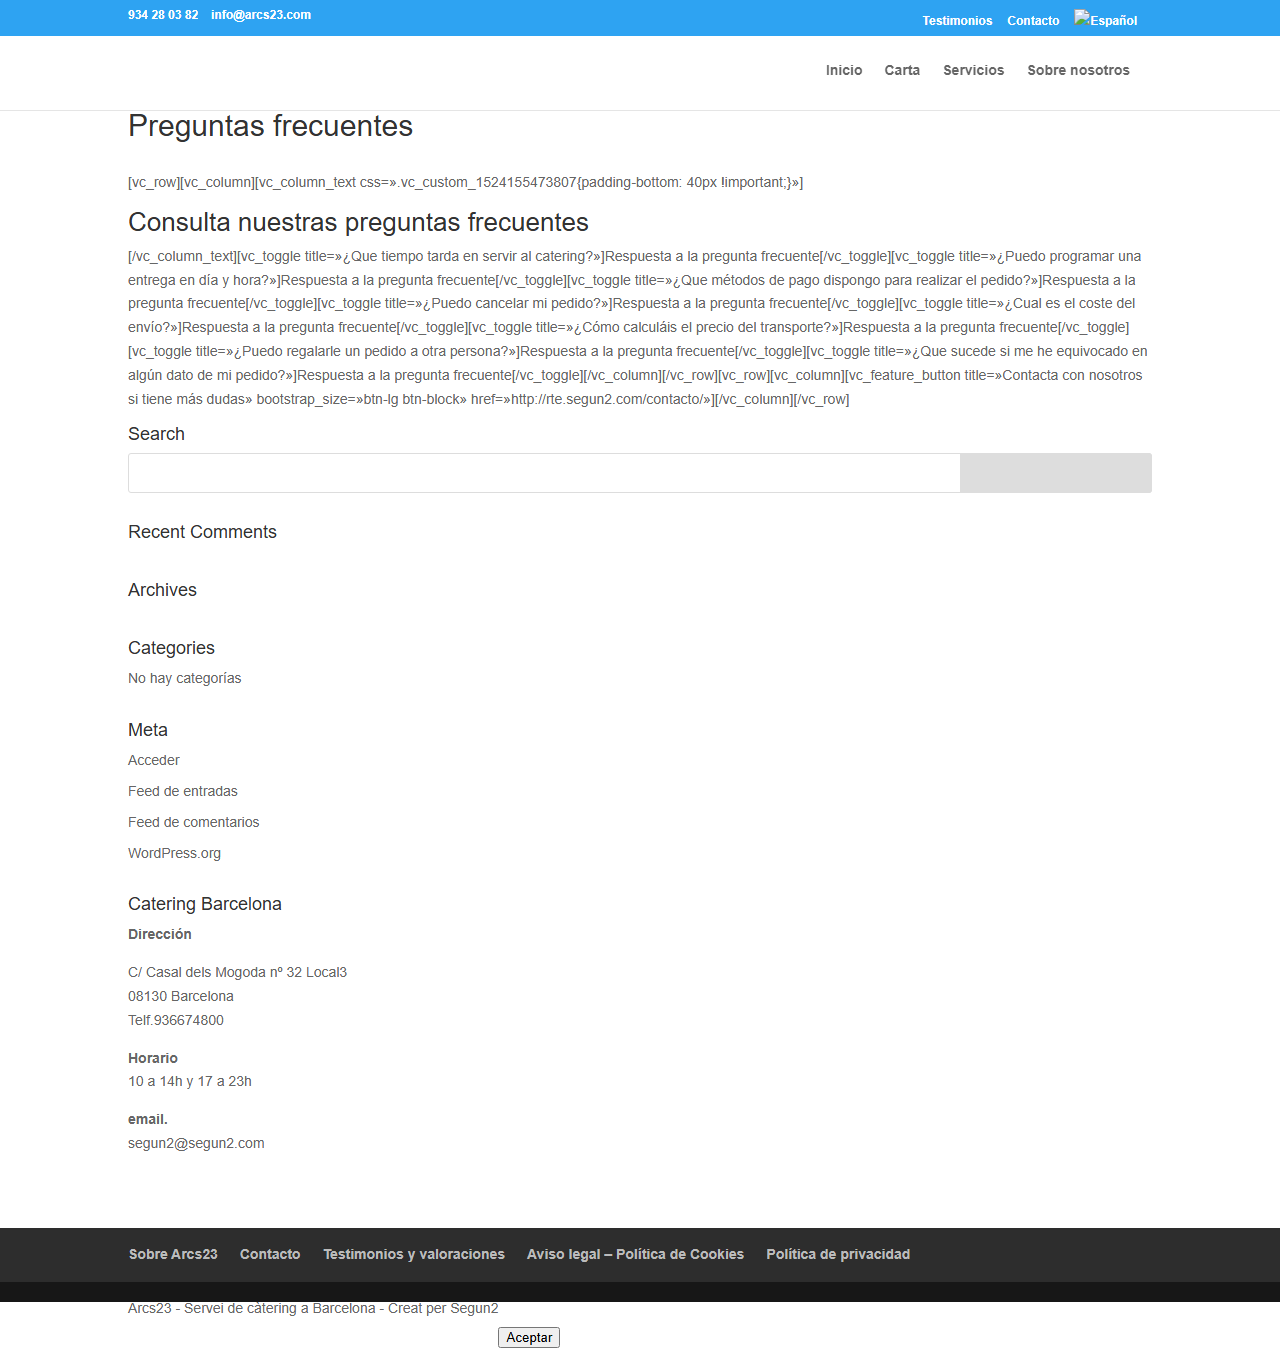 934 28 03 82 info@arcs23.com
Testimonios Contacto Español
Inicio Carta Servicios Sobre nosotros
Preguntas frecuentes
[vc_row][vc_column][vc_column_text css=».vc_custom_1524155473807{padding-bottom: 40px !important;}»]
Consulta nuestras preguntas frecuentes
[/vc_column_text][vc_toggle title=»¿Que tiempo tarda en servir al catering?»]Respuesta a la pregunta frecuente[/vc_toggle][vc_toggle title=»¿Puedo programar una
entrega en día y hora?»]Respuesta a la pregunta frecuente[/vc_toggle][vc_toggle title=»¿Que métodos de pago dispongo para realizar el pedido?»]Respuesta a la
pregunta frecuente[/vc_toggle][vc_toggle title=»¿Puedo cancelar mi pedido?»]Respuesta a la pregunta frecuente[/vc_toggle][vc_toggle title=»¿Cual es el coste del
envío?»]Respuesta a la pregunta frecuente[/vc_toggle][vc_toggle title=»¿Cómo calculáis el precio del transporte?»]Respuesta a la pregunta frecuente[/vc_toggle]
[vc_toggle title=»¿Puedo regalarle un pedido a otra persona?»]Respuesta a la pregunta frecuente[/vc_toggle][vc_toggle title=»¿Que sucede si me he equivocado en
algún dato de mi pedido?»]Respuesta a la pregunta frecuente[/vc_toggle][/vc_column][/vc_row][vc_row][vc_column][vc_feature_button title=»Contacta con nosotros
si tiene más dudas» bootstrap_size=»btn-lg btn-block» href=»http://rte.segun2.com/contacto/»][/vc_column][/vc_row]
Search
Recent Comments
Archives
Categories
No hay categorías
Meta
Acceder
Feed de entradas
Feed de comentarios
WordPress.org
Catering Barcelona
Dirección
C/ Casal dels Mogoda nº 32 Local3
08130 Barcelona
Telf.936674800
Horario
10 a 14h y 17 a 23h
email.
segun2@segun2.com
Sobre Arcs23 Contacto Testimonios y valoraciones Aviso legal – Política de Cookies Política de privacidad
Arcs23 - Servei de càtering a Barcelona - Creat per Segun2
Aceptar